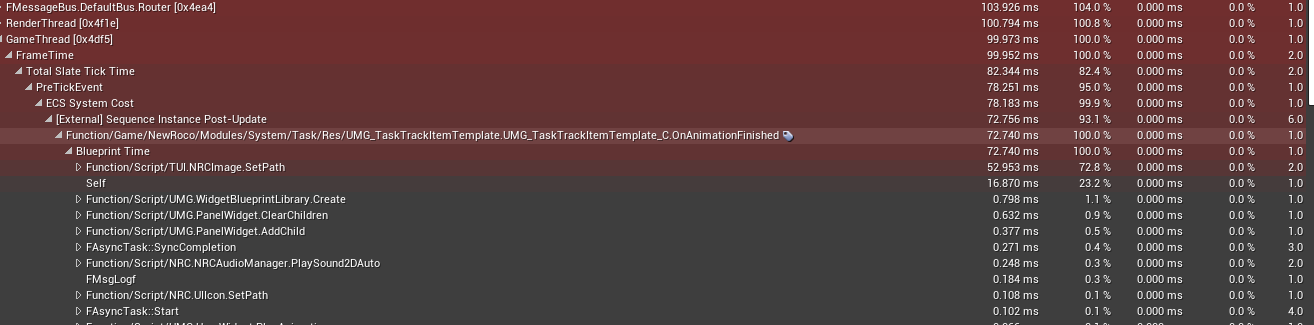 FMessageBus.DefaultBus.Router [0x4ea4] 103.926 ms 104.0 % 0.000 ms 0.0 % 1.0
RenderThread [0x4f1e] 100.794 ms 100.8 % 0.000 ms 0.0 % 1.0
GameThread [0x4df5] 99.973 ms 100.0 % 0.000 ms 0.0 % 1.0
FrameTime 99.952 ms 100.0 % 0.000 ms 0.0 % 2.0
Total Slate Tick Time 82.344 ms 82.4 % 0.000 ms 0.0 % 2.0
PreTickEvent 78.251 ms 95.0 % 0.000 ms 0.0 % 1.0
ECS System Cost 78.183 ms 99.9 % 0.000 ms 0.0 % 1.0
[External] Sequence Instance Post-Update 72.756 ms 93.1 % 0.000 ms 0.0 % 6.0
Function/Game/NewRoco/Modules/System/Task/Res/UMG_TaskTrackItemTemplate.UMG_TaskTrackItemTemplate_C.OnAnimationFinished 72.740 ms 100.0 % 0.000 ms 0.0 % 1.0
Blueprint Time 72.740 ms 100.0 % 0.000 ms 0.0 % 1.0
Function/Script/TUI.NRCImage.SetPath 52.953 ms 72.8 % 0.000 ms 0.0 % 2.0
Self 16.870 ms 23.2 % 0.000 ms 0.0 % 1.0
Function/Script/UMG.WidgetBlueprintLibrary.Create 0.798 ms 1.1 % 0.000 ms 0.0 % 1.0
Function/Script/UMG.PanelWidget.ClearChildren 0.632 ms 0.9 % 0.000 ms 0.0 % 1.0
Function/Script/UMG.PanelWidget.AddChild 0.377 ms 0.5 % 0.000 ms 0.0 % 1.0
FAsyncTask::SyncCompletion 0.271 ms 0.4 % 0.000 ms 0.0 % 3.0
Function/Script/NRC.NRCAudioManager.PlaySound2DAuto 0.248 ms 0.3 % 0.000 ms 0.0 % 2.0
FMsgLogf 0.184 ms 0.3 % 0.000 ms 0.0 % 1.0
Function/Script/NRC.UIIcon.SetPath 0.108 ms 0.1 % 0.000 ms 0.0 % 1.0
FAsyncTask::Start 0.102 ms 0.1 % 0.000 ms 0.0 % 4.0